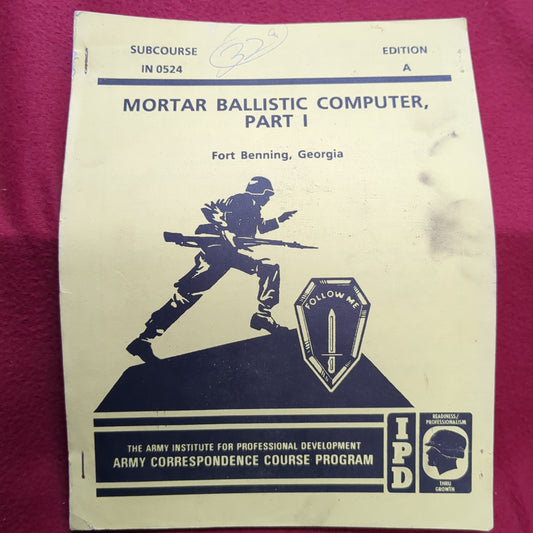 SUBCOURSE
IN 0524
EDITION
A
MORTAR BALLISTIC COMPUTER,
PART I
Fort Benning, Georgia
FOLLOW ME
THE ARMY INSTITUTE FOR PROFESSIONAL DEVELOPMENT
ARMY CORRESPONDENCE COURSE PROGRAM
IPD
READINESS/
PROFESSIONALISM
THRU
GROWTH